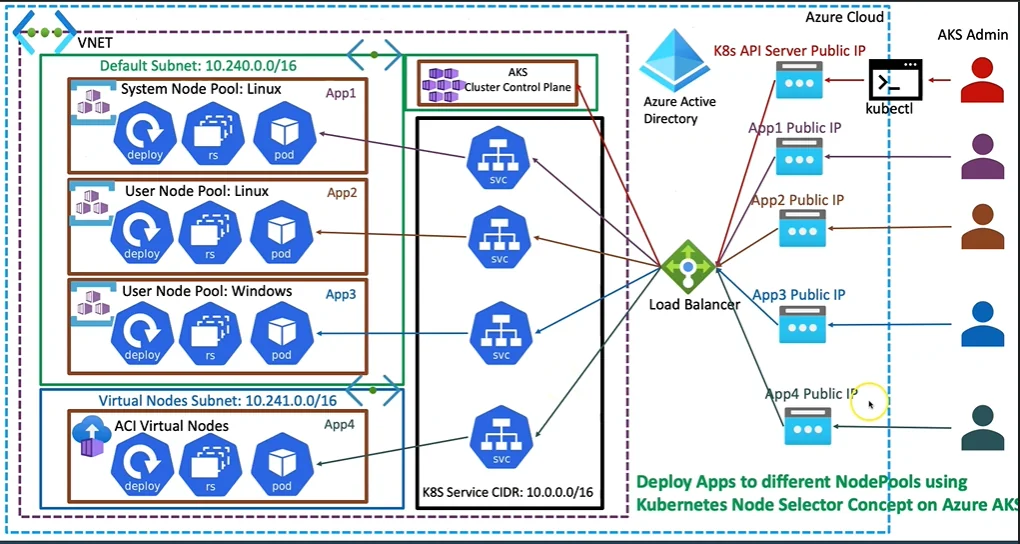 Azure Cloud
VNET
AKS Admin
Default Subnet: 10.240.0.0/16
AKS
Cluster Control Plane
K8s API Server Public IP
kubectl
Azure Active
Directory
System Node Pool: Linux
App1
deploy
rs
pod
svc
App1 Public IP
User Node Pool: Linux
App2
deploy
rs
pod
svc
App2 Public IP
Load Balancer
User Node Pool: Windows
App3
deploy
rs
pod
svc
App3 Public IP
Virtual Nodes Subnet: 10.241.0.0/16
ACI Virtual Nodes
App4
deploy
rs
pod
svc
App4 Public IP
K8S Service CIDR: 10.0.0.0/16
Deploy Apps to different NodePools using
Kubernetes Node Selector Concept on Azure AKS